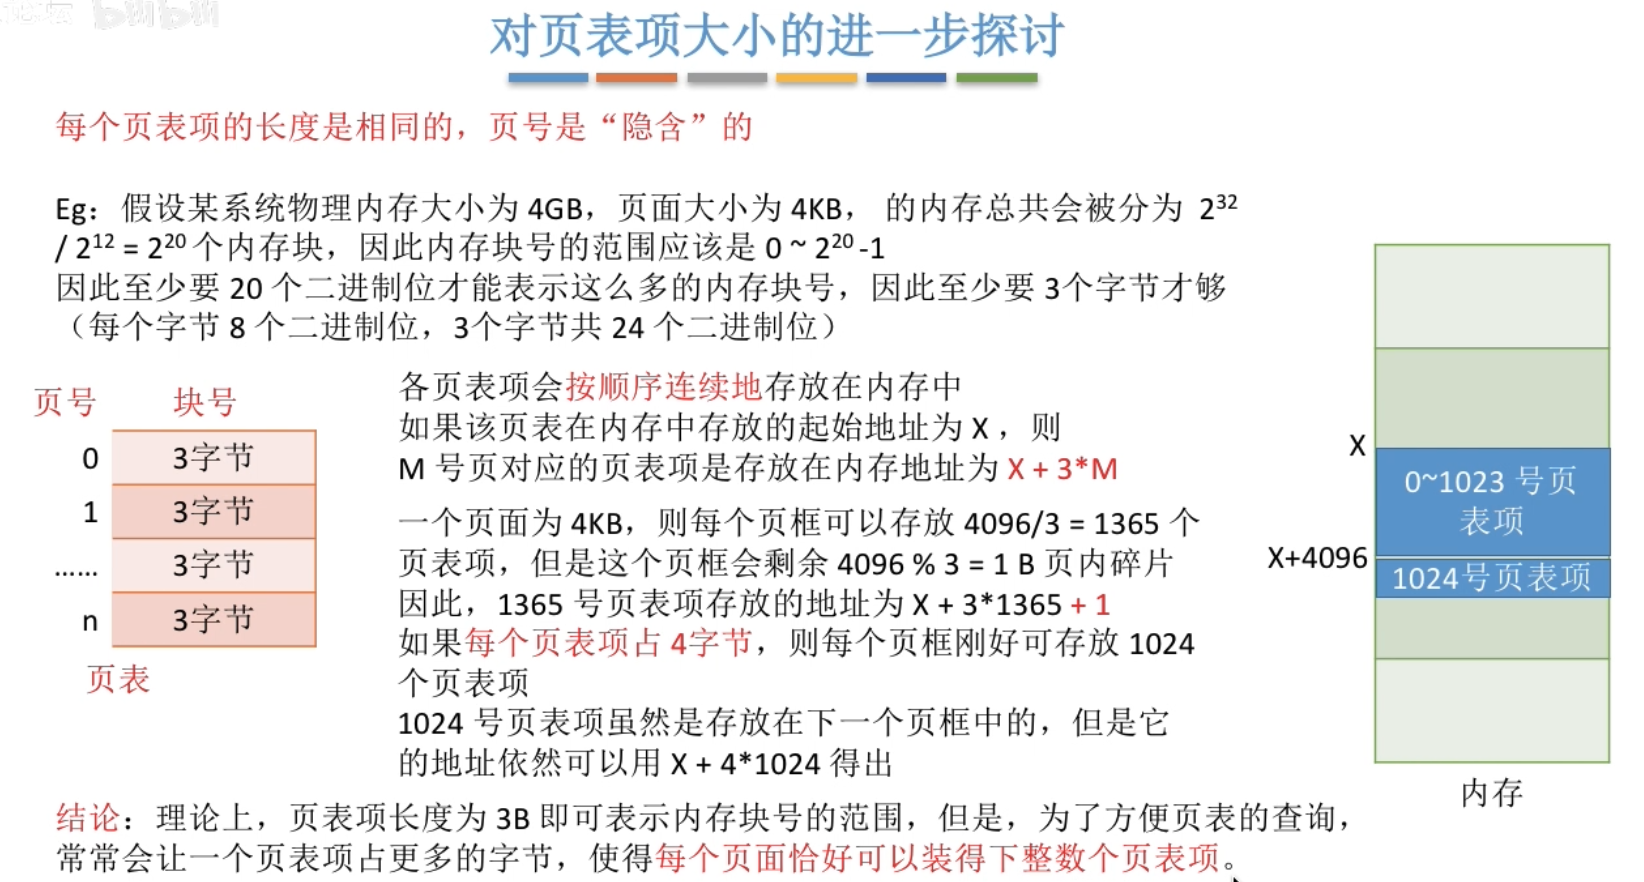 对页表项大小的进一步探讨
每个页表项的长度是相同的，页号是“隐含”的
Eg：假设某系统物理内存大小为 4GB，页面大小为 4KB， 的内存总共会被分为 2³²
/ 2¹² = 2²⁰ 个内存块，因此内存块号的范围应该是 0 ~ 2²⁰ -1
因此至少要 20 个二进制位才能表示这么多的内存块号，因此至少要 3个字节才够
（每个字节 8 个二进制位，3个字节共 24 个二进制位）
页号 块号
0 3字节
1 3字节
…… 3字节
n 3字节
页表
各页表项会按顺序连续地存放在内存中
如果该页表在内存中存放的起始地址为 X ，则
M 号页对应的页表项是存放在内存地址为 X + 3*M
一个页面为 4KB，则每个页框可以存放 4096/3 = 1365 个
页表项，但是这个页框会剩余 4096 % 3 = 1 B 页内碎片
因此，1365 号页表项存放的地址为 X + 3*1365 + 1
如果每个页表项占 4字节，则每个页框刚好可存放 1024
个页表项
1024 号页表项虽然是存放在下一个页框中的，但是它
的地址依然可以用 X + 4*1024 得出
X
0~1023 号页
表项
X+4096
1024号页表项
内存
结论：理论上，页表项长度为 3B 即可表示内存块号的范围，但是，为了方便页表的查询，
常常会让一个页表项占更多的字节，使得每个页面恰好可以装得下整数个页表项。